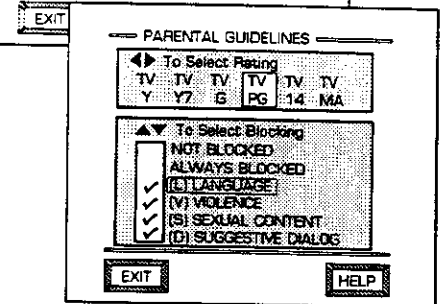 EXIT
PARENTAL GUIDELINES
To Select Rating
TV TV TV TV TV TV
Y Y7 G PG 14 MA
To Select Blocking
NOT BLOCKED
ALWAYS BLOCKED
(L) LANGUAGE
(V) VIOLENCE
(S) SEXUAL CONTENT
(D) SUGGESTIVE DIALOG
EXIT HELP